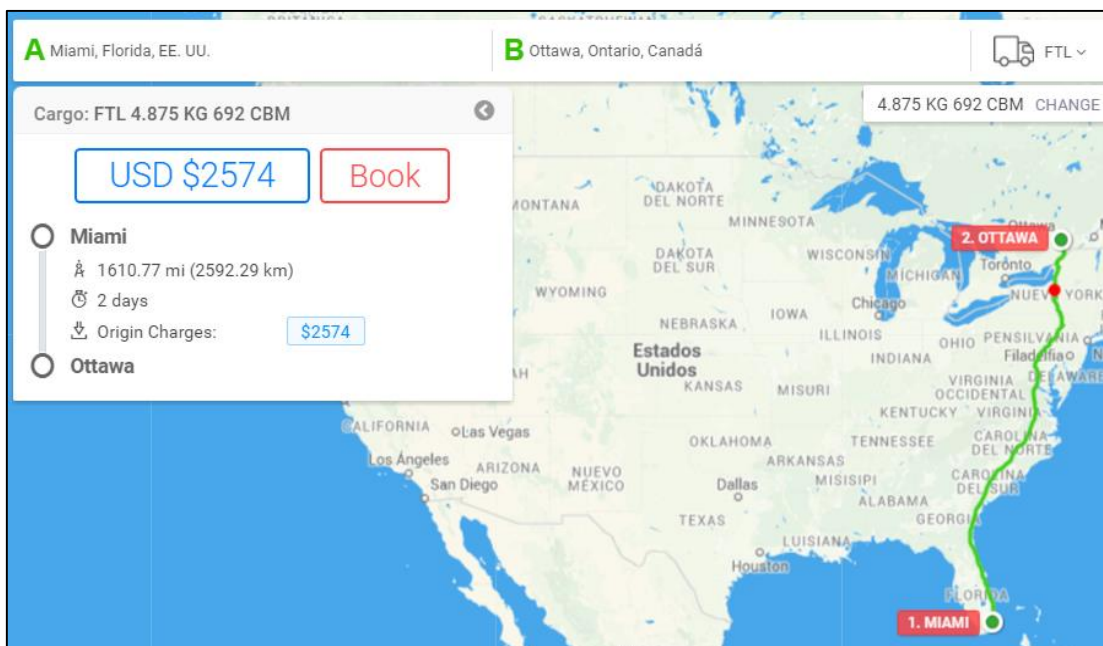 BRITANICA
SASKATCHEWAN
A Miami, Florida, EE. UU.
B Ottawa, Ontario, Canadá
FTL
Cargo: FTL 4.875 KG 692 CBM
4.875 KG 692 CBM CHANGE
USD $2574
Book
Miami
1610.77 mi (2592.29 km)
2 days
Origin Charges: $2574
Ottawa
MONTANA
DAKOTA
DEL NORTE
MINNESOTA
Ottawa
2. OTTAWA
DAKOTA
DEL SUR
WISCONSIN
MICHIGAN
Toronto
WYOMING
NUEVA YORK
Chicago
IOWA
NEBRASKA
ILLINOIS
OHIO
PENSILVANIA
Estados
Unidos
INDIANA
Filadelfia
AH
KANSAS
MISURI
VIRGINIA
OCCIDENTAL
DELAWARE
KENTUCKY
VIRGINIA
CALIFORNIA
Las Vegas
OKLAHOMA
TENNESSEE
CAROLINA
DEL NORTE
Los Ángeles
ARIZONA
NUEVO
MÉXICO
ARKANSAS
San Diego
Dallas
MISISIPI
CAROLINA
DEL SUR
ALABAMA
TEXAS
GEORGIA
LUISIANA
Houston
FLORIDA
1. MIAMI